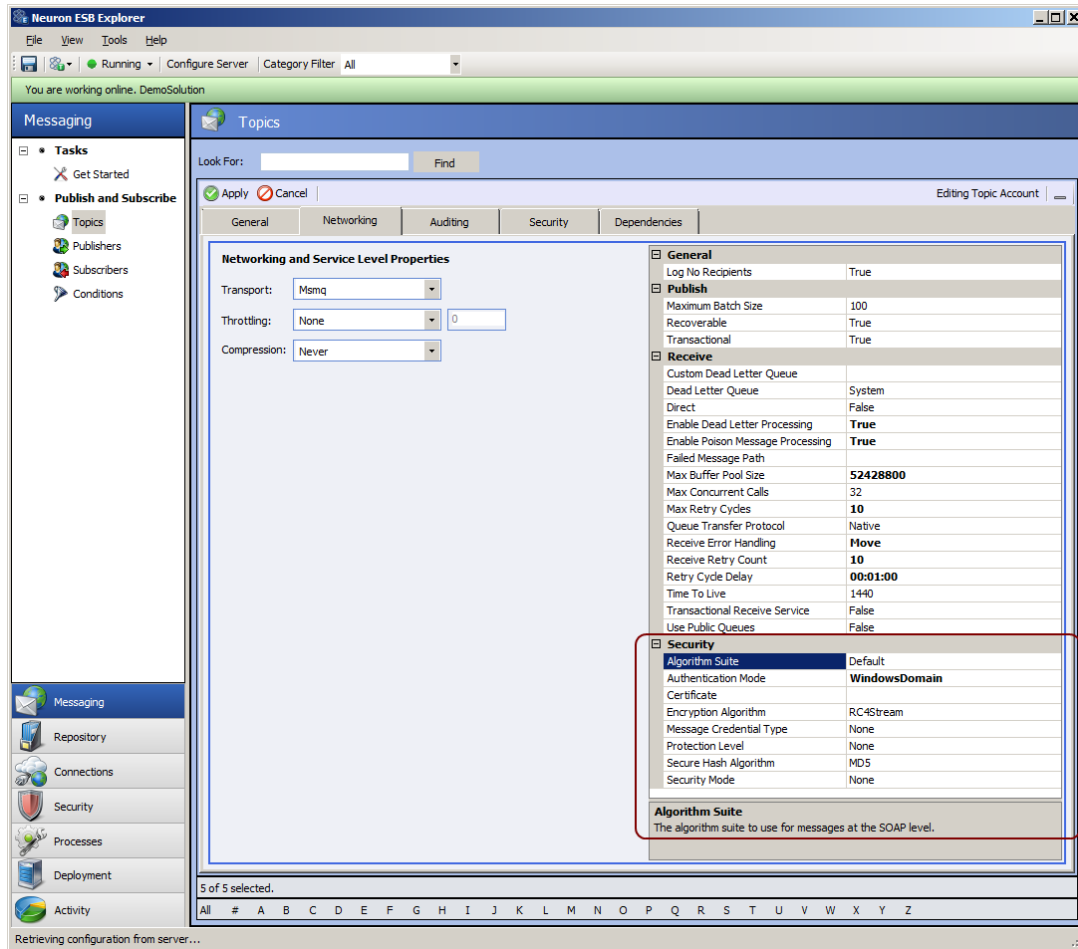 Neuron ESB Explorer
File View Tools Help
Running Configure Server Category Filter All
You are working online. DemoSolution
Messaging
Tasks
Get Started
Publish and Subscribe
Topics
Publishers
Subscribers
Conditions
Messaging
Repository
Connections
Security
Processes
Deployment
Activity
Topics
Look For: Find
Apply Cancel Editing Topic Account
General Networking Auditing Security Dependencies
Networking and Service Level Properties
Transport: Msmq
Throttling: None 0
Compression: Never
General
Log No Recipients True
Publish
Maximum Batch Size 100
Recoverable True
Transactional True
Receive
Custom Dead Letter Queue
Dead Letter Queue System
Direct False
Enable Dead Letter Processing True
Enable Poison Message Processing True
Failed Message Path
Max Buffer Pool Size 52428800
Max Concurrent Calls 32
Max Retry Cycles 10
Queue Transfer Protocol Native
Receive Error Handling Move
Receive Retry Count 10
Retry Cycle Delay 00:01:00
Time To Live 1440
Transactional Receive Service False
Use Public Queues False
Security
Algorithm Suite Default
Authentication Mode WindowsDomain
Certificate
Encryption Algorithm RC4Stream
Message Credential Type None
Protection Level None
Secure Hash Algorithm MD5
Security Mode None
Algorithm Suite
The algorithm suite to use for messages at the SOAP level.
5 of 5 selected.
All # A B C D E F G H I J K L M N O P Q R S T U V W X Y Z
Retrieving configuration from server...